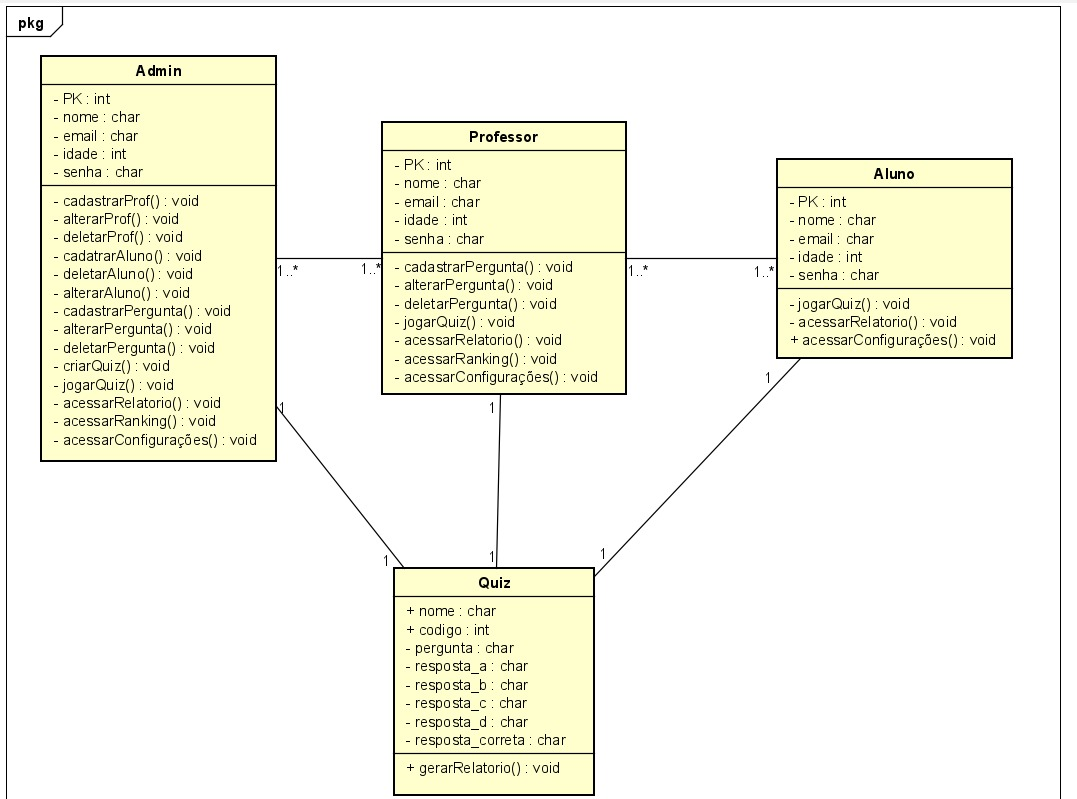 pkg
Admin
- PK : int
- nome : char
- email : char
- idade : int
- senha : char
- cadastrarProf() : void
- alterarProf() : void
- deletarProf() : void
- cadatrarAluno() : void
- deletarAluno() : void
- alterarAluno() : void
- cadastrarPergunta() : void
- alterarPergunta() : void
- deletarPergunta() : void
- criarQuiz() : void
- jogarQuiz() : void
- acessarRelatorio() : void
- acessarRanking() : void
- acessarConfigurações() : void
1..*
1..*
Professor
- PK : int
- nome : char
- email : char
- idade : int
- senha : char
- cadastrarPergunta() : void
- alterarPergunta() : void
- deletarPergunta() : void
- jogarQuiz() : void
- acessarRelatorio() : void
- acessarRanking() : void
- acessarConfigurações() : void
1..*
1..*
Aluno
- PK : int
- nome : char
- email : char
- idade : int
- senha : char
- jogarQuiz() : void
- acessarRelatorio() : void
+ acessarConfigurações() : void
1
1
1
1
1
1
Quiz
+ nome : char
+ codigo : int
- pergunta : char
- resposta_a : char
- resposta_b : char
- resposta_c : char
- resposta_d : char
- resposta_correta : char
+ gerarRelatorio() : void